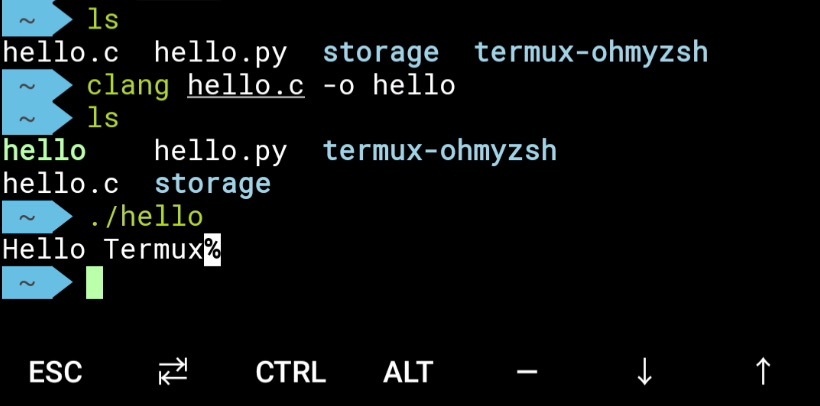 ~ ls
hello.c hello.py storage termux-ohmyzsh
~ clang hello.c -o hello
~ ls
hello hello.py termux-ohmyzsh
hello.c storage
~ ./hello
Hello Termux%
~
ESC ⇄ CTRL ALT – ↓ ↑